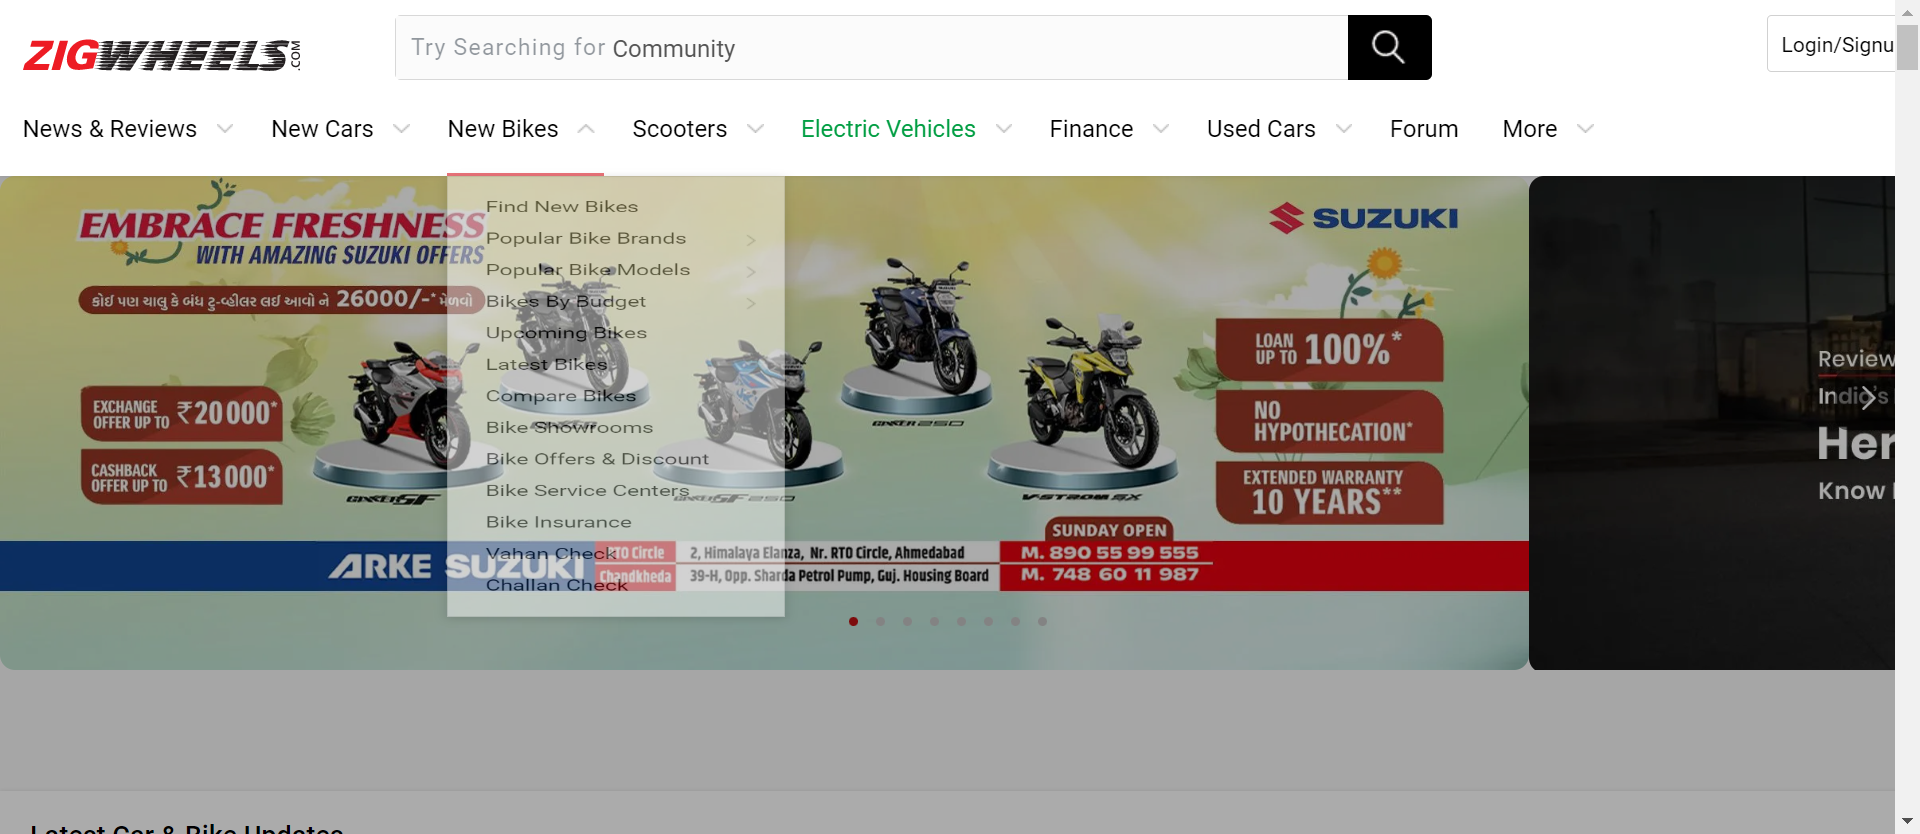 ZIGWHEELS.COM
Try Searching for Community
Login/Signu
News & Reviews
New Cars
New Bikes
Scooters
Electric Vehicles
Finance
Used Cars
Forum
More
Find New Bikes
Popular Bike Brands
Popular Bike Models
Bikes By Budget
Upcoming Bikes
Latest Bikes
Compare Bikes
Bike Showrooms
Bike Offers & Discount
Bike Service Centers
Bike Insurance
Vahan Check
Challan Check
EMBRACE FRESHNESS
WITH AMAZING SUZUKI OFFERS
કોઈ પણ ચાલુ કે બંધ ટુ-વ્હીલર લઈ આવો ને 26000/-* મેળવો
EXCHANGE
OFFER UP TO ₹20000*
CASHBACK
OFFER UP TO ₹13000*
GIXXER SF
GIXXER SF 250
GIXXER 250
V-STROM SX
SUZUKI
LOAN
UP TO 100%*
NO
HYPOTHECATION*
EXTENDED WARRANTY
10 YEARS**
SUNDAY OPEN
ARKE SUZUKI
RTO Circle
2, Himalaya Elanza, Nr. RTO Circle, Ahmedabad
M. 890 55 99 555
Chandkheda
39-H, Opp. Sharda Petrol Pump, Guj. Housing Board
M. 748 60 11 987
Review
India's
Her
Know
Latest Car & Bike Updates